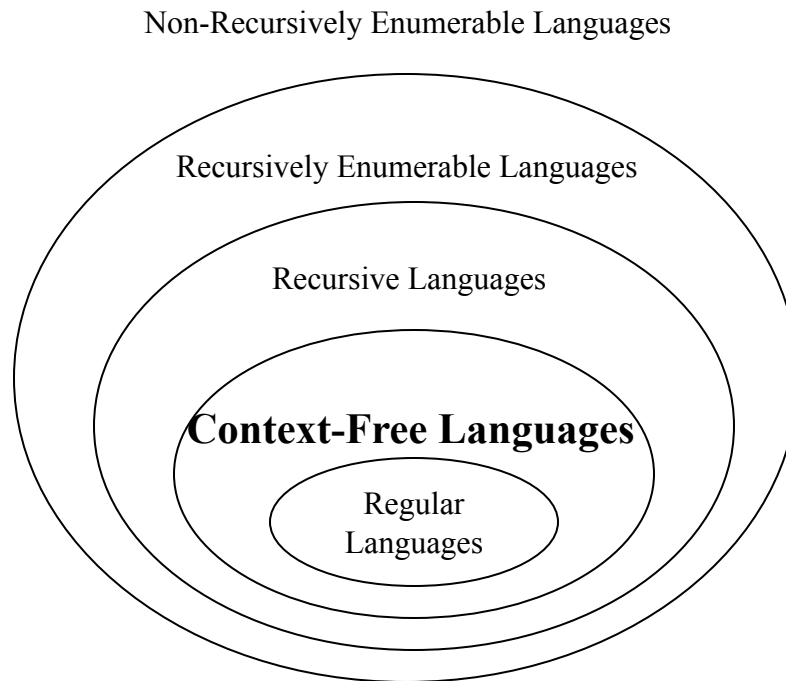 Non-Recursively Enumerable Languages
Recursively Enumerable Languages
Recursive Languages
Context-Free Languages
Regular
Languages